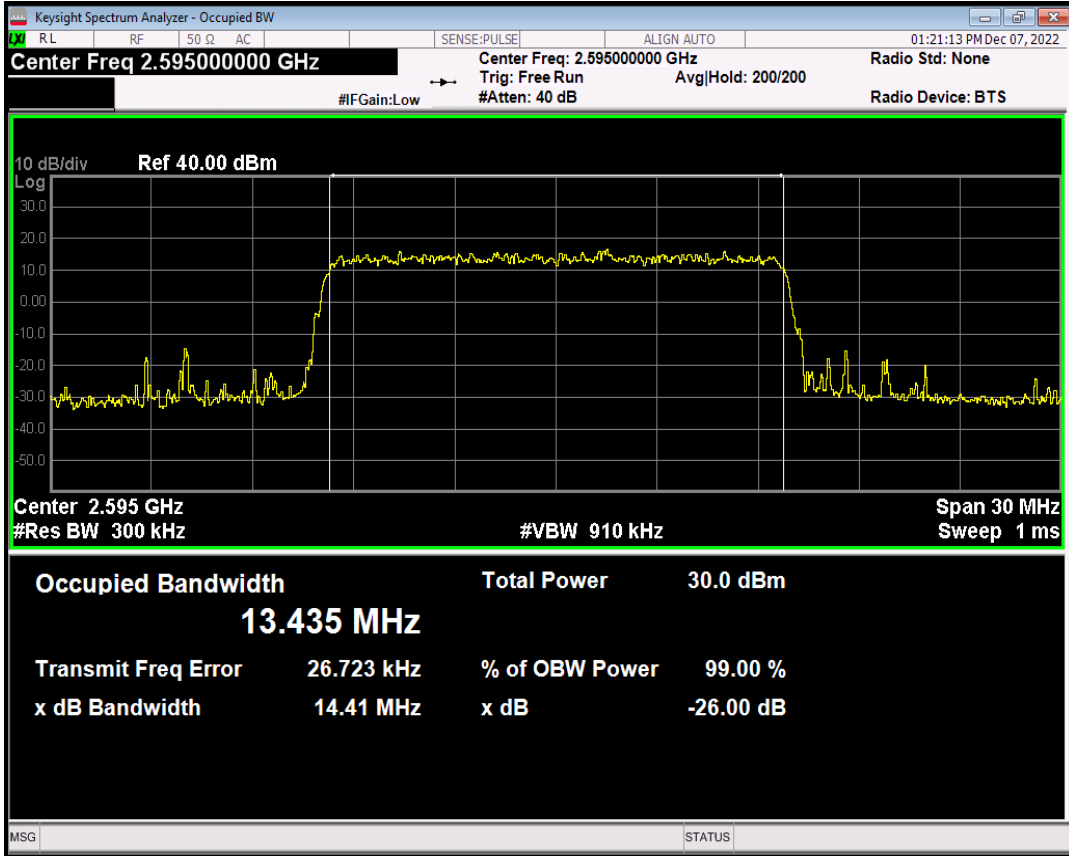 Keysight Spectrum Analyzer - Occupied BW
LXI RL RF 50 Ω AC SENSE:PULSE ALIGN AUTO 01:21:13 PM Dec 07, 2022
Center Freq 2.595000000 GHz
Center Freq: 2.595000000 GHz
Radio Std: None
Trig: Free Run Avg|Hold: 200/200
#IFGain:Low
#Atten: 40 dB
Radio Device: BTS
10 dB/div Ref 40.00 dBm
Log
30.0
20.0
10.0
0.00
-10.0
-20.0
-30.0
-40.0
-50.0
Center 2.595 GHz Span 30 MHz
#Res BW 300 kHz #VBW 910 kHz Sweep 1 ms
Occupied Bandwidth Total Power 30.0 dBm
13.435 MHz
Transmit Freq Error 26.723 kHz % of OBW Power 99.00 %
x dB Bandwidth 14.41 MHz x dB -26.00 dB
MSG STATUS